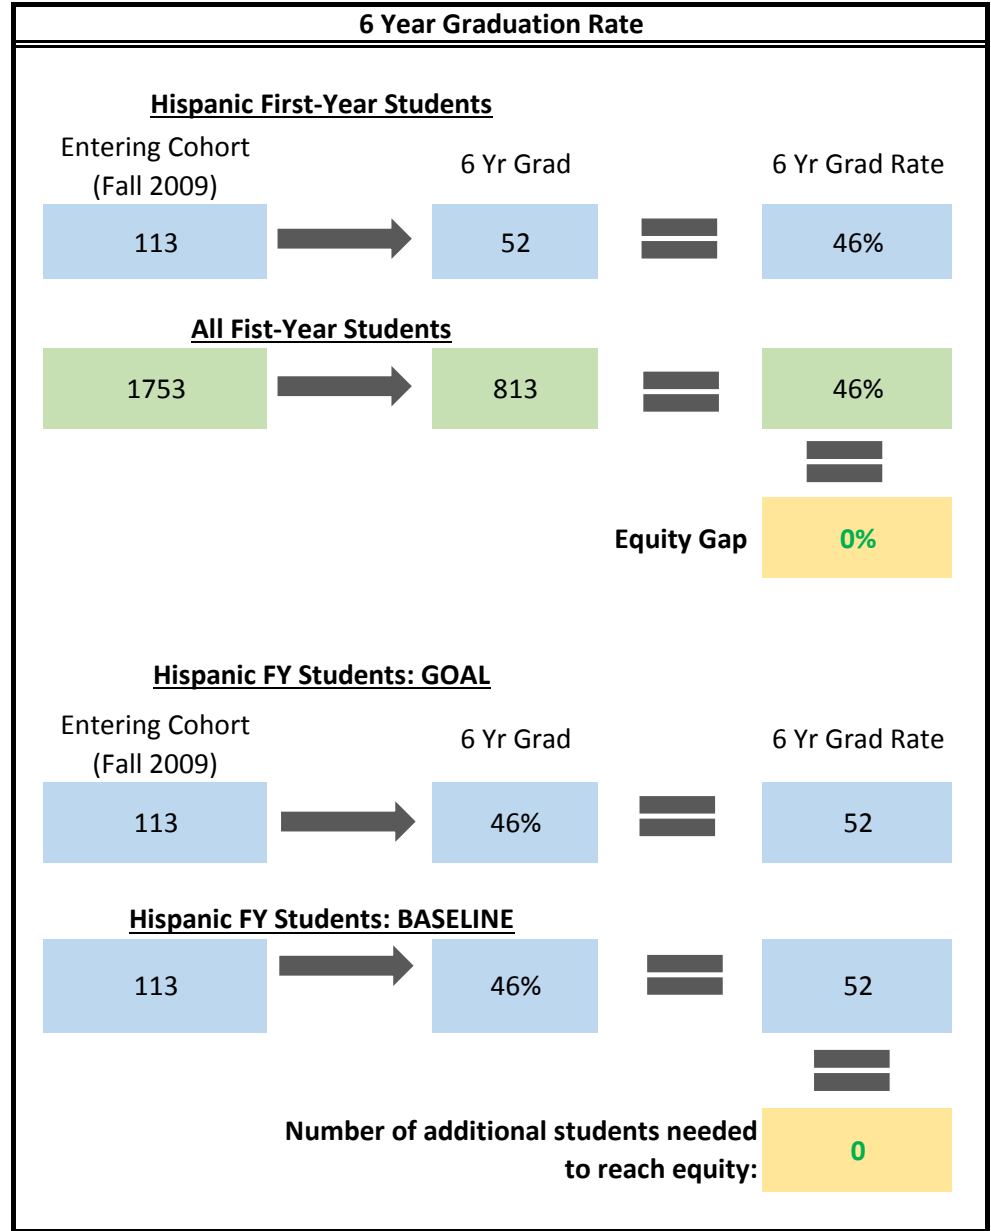 6 Year Graduation Rate
Hispanic First-Year Students
Entering Cohort
(Fall 2009)
6 Yr Grad
6 Yr Grad Rate
113
52
46%
All Fist-Year Students
1753
813
46%
Equity Gap
0%
Hispanic FY Students: GOAL
Entering Cohort
(Fall 2009)
6 Yr Grad
6 Yr Grad Rate
113
46%
52
Hispanic FY Students: BASELINE
113
46%
52
Number of additional students needed
to reach equity:
0